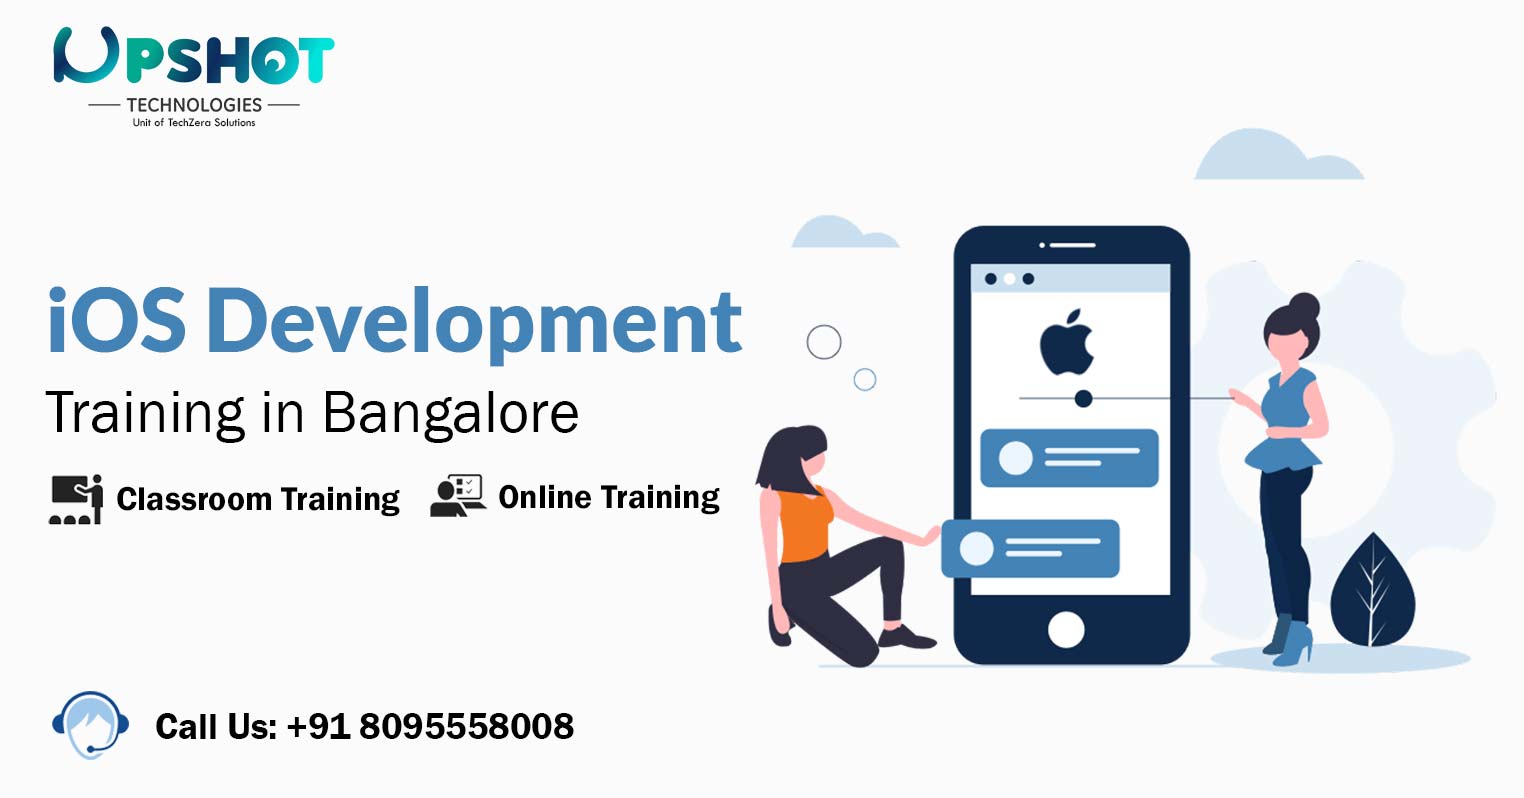 UPSHOT
TECHNOLOGIES
Unit of TechZera Solutions
iOS Development
Training in Bangalore
Classroom Training
Online Training
Call Us: +91 8095558008